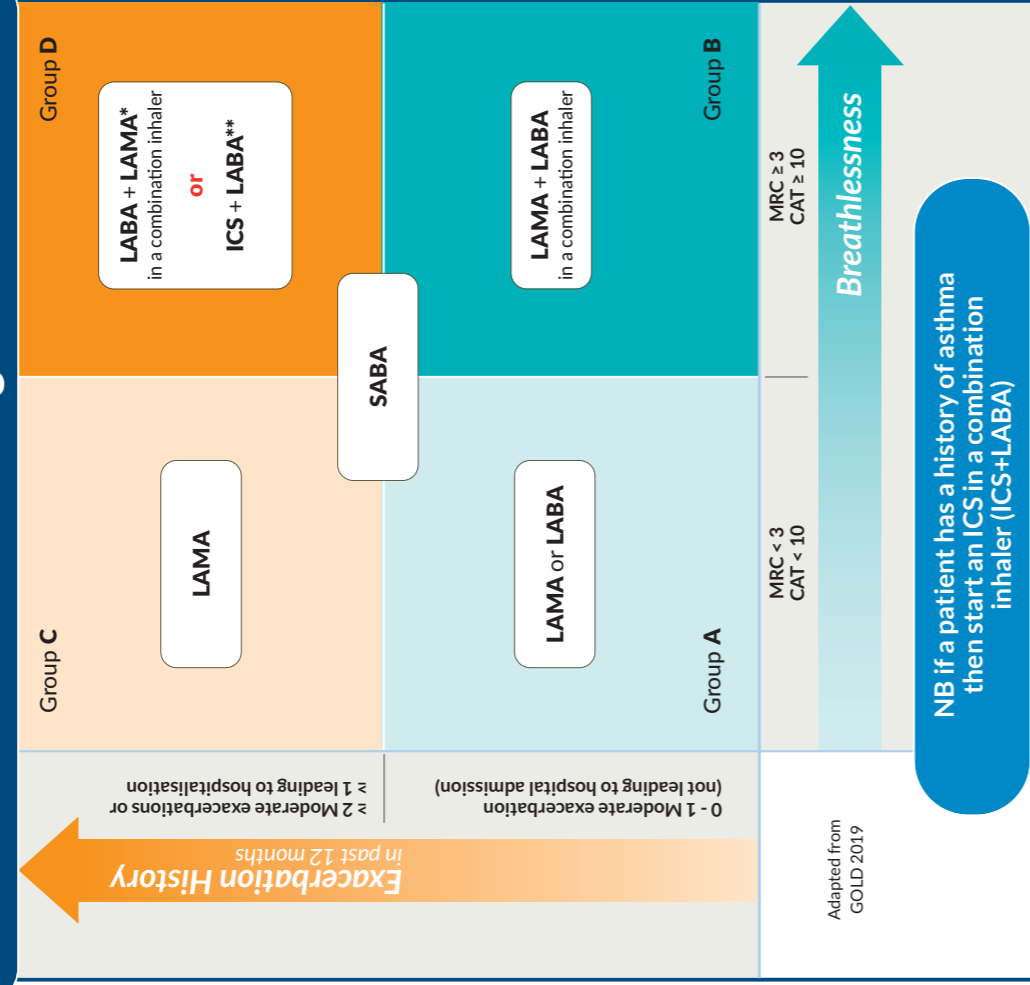 Group C
LAMA
Group D
LABA + LAMA*
in a combination inhaler
or
ICS + LABA**
SABA
LAMA or LABA
Group A
LAMA + LABA
in a combination inhaler
Group B
Exacerbation History
in past 12 months
≥ 2 Moderate exacerbations or
≥ 1 leading to hospitalisation
0 - 1 Moderate exacerbation
(not leading to hospital admission)
MRC < 3
CAT < 10
MRC ≥ 3
CAT ≥ 10
Breathlessness
Adapted from
GOLD 2019
NB if a patient has a history of asthma
then start an ICS in a combination
inhaler (ICS+LABA)